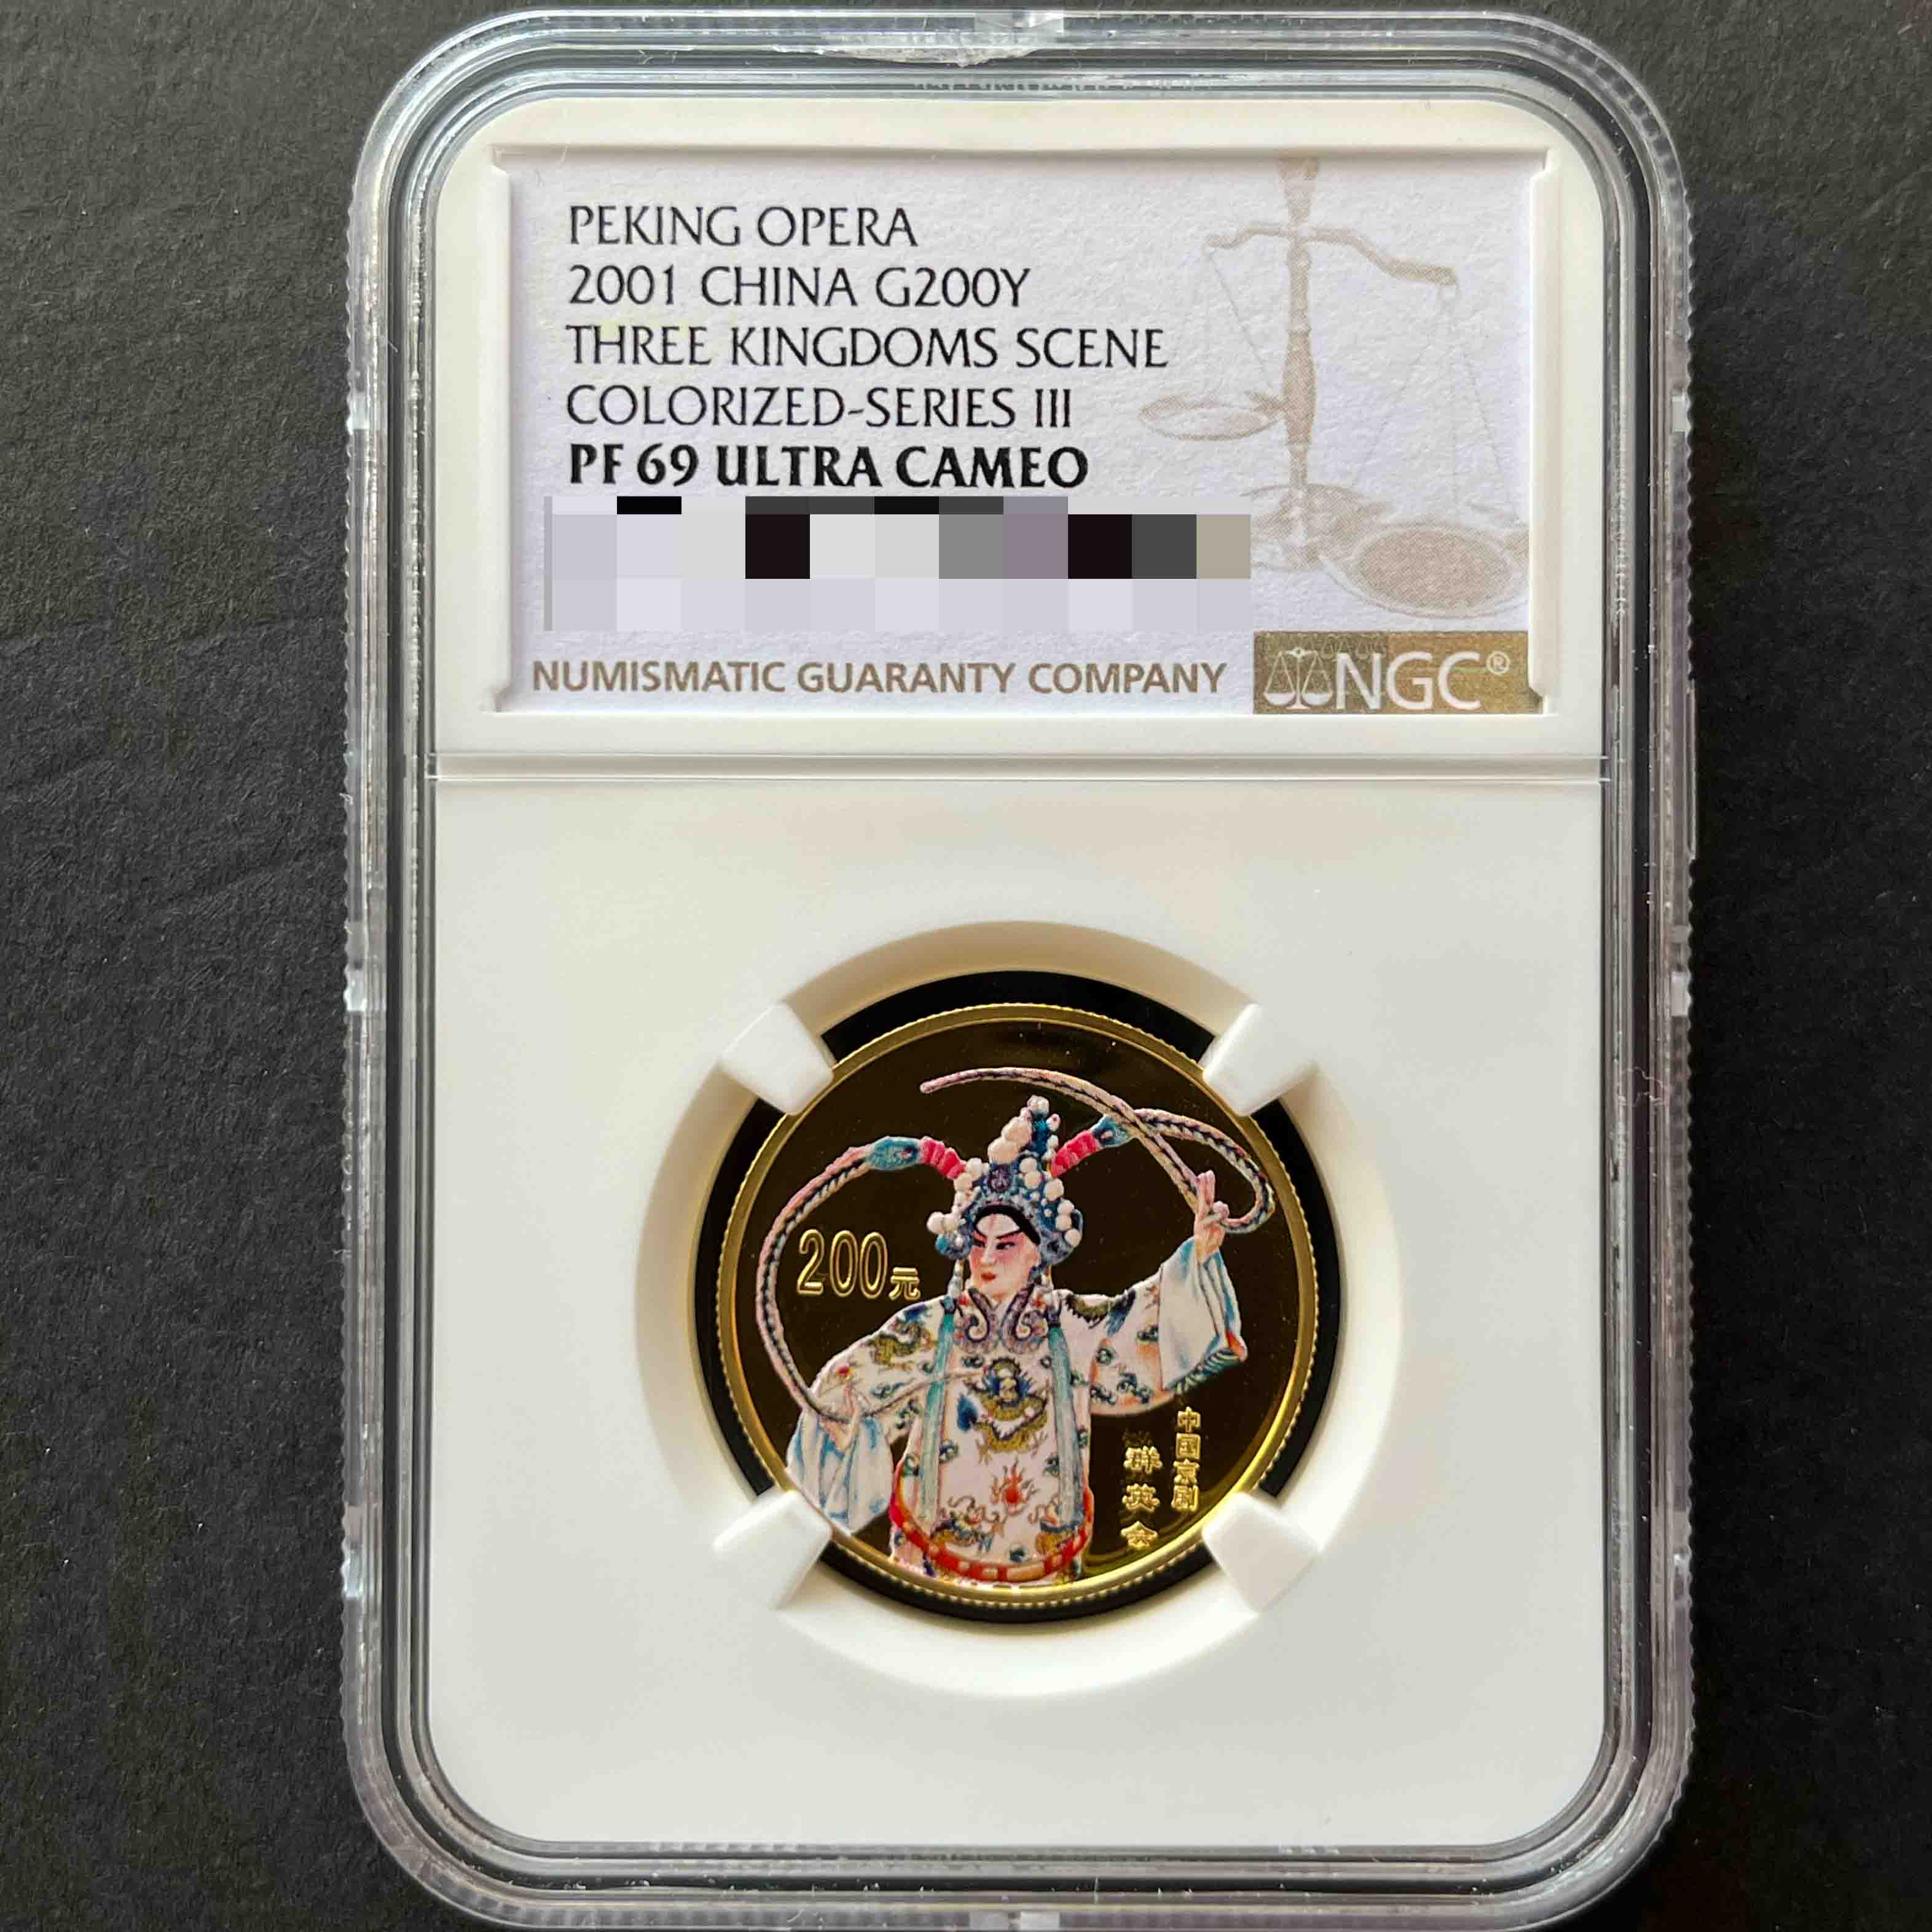 PEKING OPERA
2001 CHINA G200Y
THREE KINGDOMS SCENE
COLORIZED-SERIES III
PF 69 ULTRA CAMEO
NUMISMATIC GUARANTY COMPANY
NGC®
200元
中国京剧
群英会